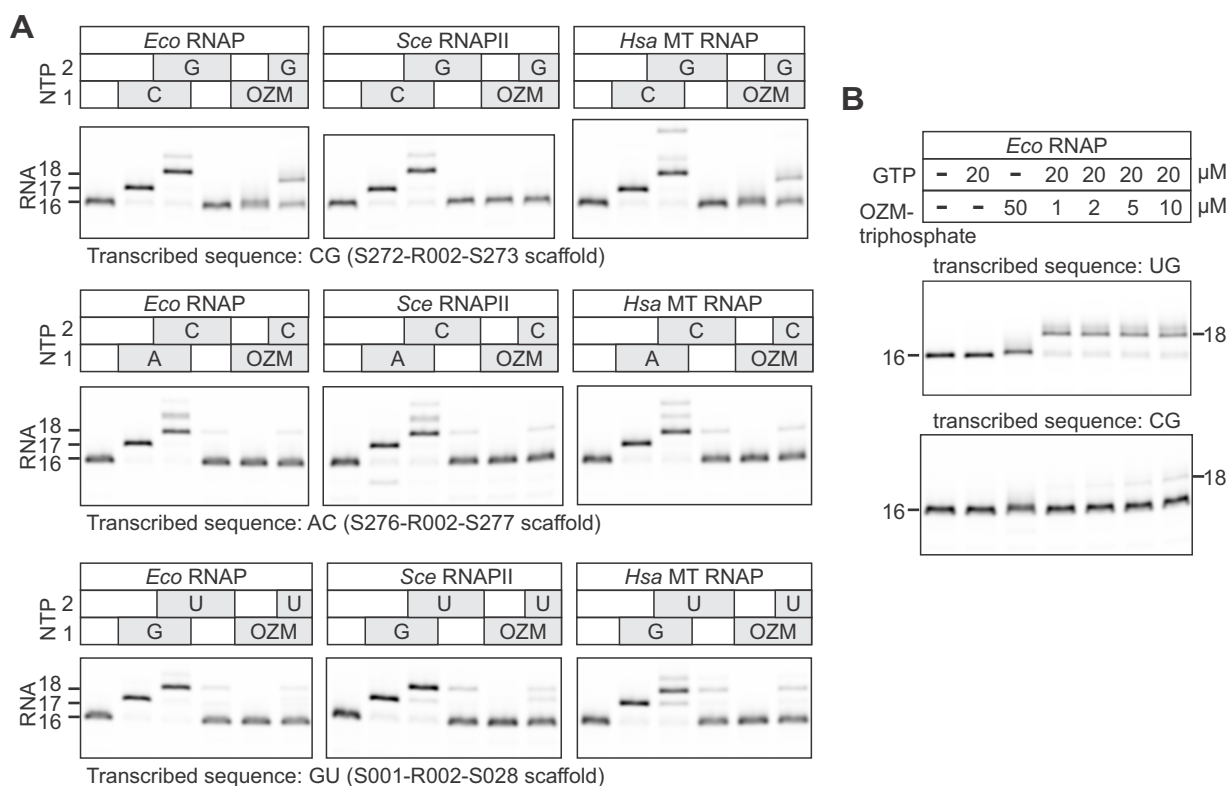 A
Eco RNAP Sce RNAPII Hsa MT RNAP
NTP
2 G G G G G G
1 C OZM C OZM C OZM
RNA
18
17
16
Transcribed sequence: CG (S272-R002-S273 scaffold)
Eco RNAP Sce RNAPII Hsa MT RNAP
NTP
2 C C C C C C
1 A OZM A OZM A OZM
RNA
18
17
16
Transcribed sequence: AC (S276-R002-S277 scaffold)
Eco RNAP Sce RNAPII Hsa MT RNAP
NTP
2 U U U U U U
1 G OZM G OZM G OZM
RNA
18
17
16
Transcribed sequence: GU (S001-R002-S028 scaffold)
B
Eco RNAP
GTP – 20 – 20 20 20 20 µM
OZM- – – 50 1 2 5 10 µM
triphosphate
transcribed sequence: UG
18
16
transcribed sequence: CG
18
16